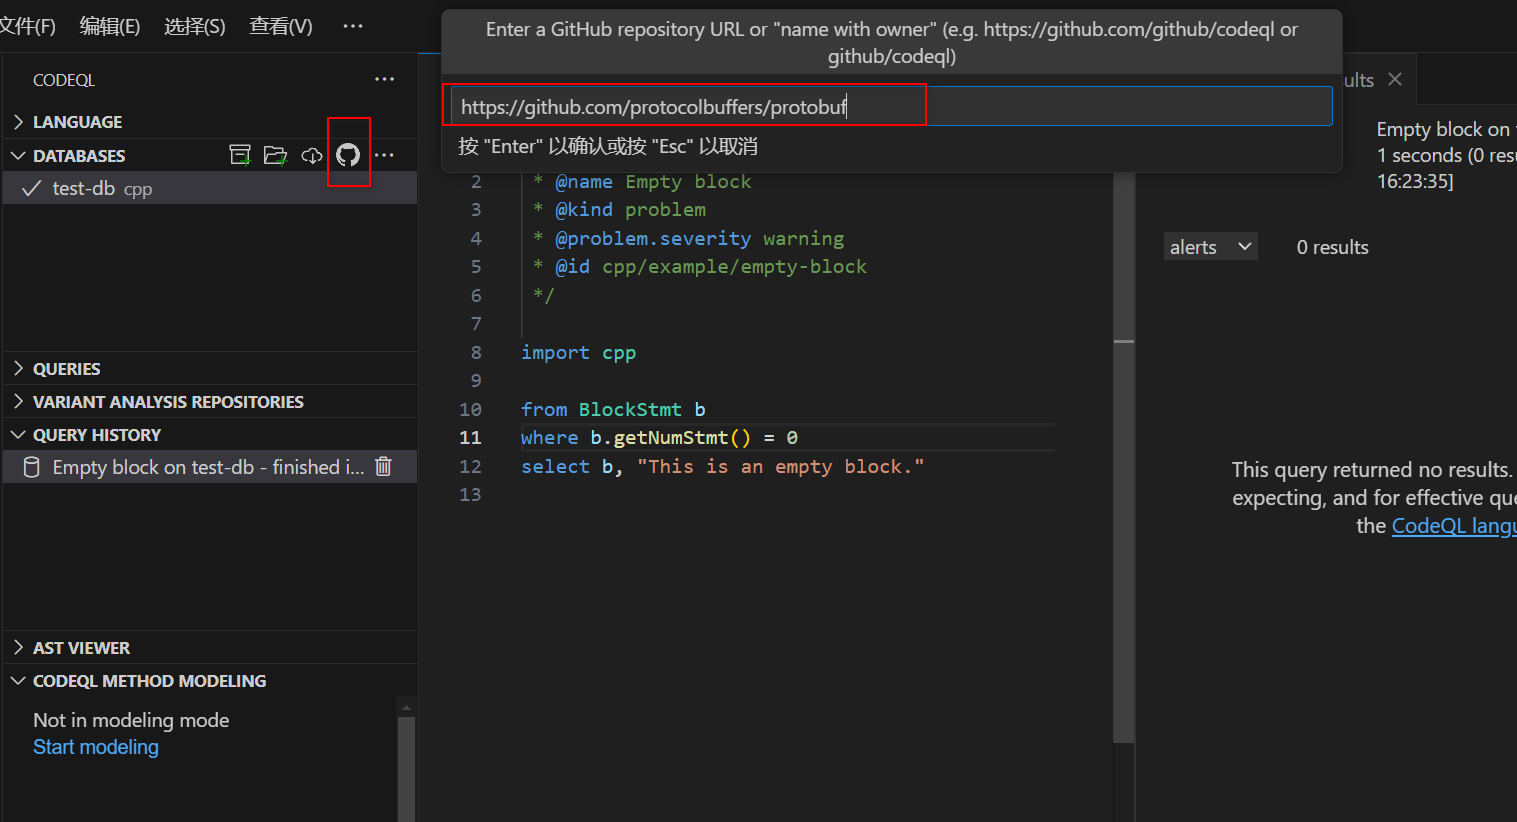 文件(F) 编辑(E) 选择(S) 查看(V) ···
Enter a GitHub repository URL or "name with owner" (e.g. https://github.com/github/codeql or
github/codeql)
https://github.com/protocolbuffers/protobuf
按 "Enter" 以确认或按 "Esc" 以取消
CODEQL
LANGUAGE
DATABASES
test-db cpp
QUERIES
VARIANT ANALYSIS REPOSITORIES
QUERY HISTORY
Empty block on test-db - finished i...
AST VIEWER
CODEQL METHOD MODELING
Not in modeling mode
Start modeling
2 * @name Empty block
3 * @kind problem
4 * @problem.severity warning
5 * @id cpp/example/empty-block
6 */
7
8 import cpp
9
10 from BlockStmt b
11 where b.getNumStmt() = 0
12 select b, "This is an empty block."
13
Empty block on
1 seconds (0
16:23:35]
alerts 0 results
This query returned no results.
expecting, and for effective
the CodeQL